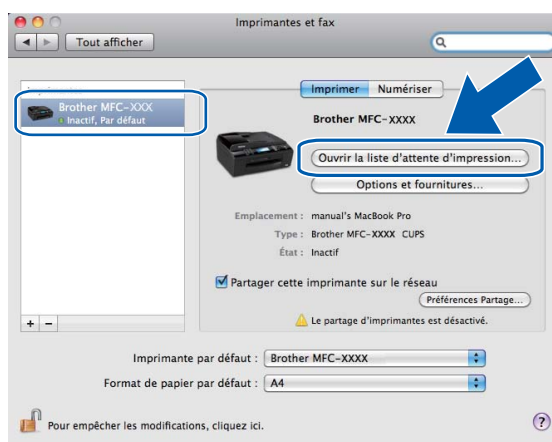 Imprimantes et fax
Tout afficher
Imprimer Numériser
Brother MFC-XXX
Inactif, Par défaut
Brother MFC-XXXX
Ouvrir la liste d'attente d'impression...
Options et fournitures...
Emplacement : manual's MacBook Pro
Type : Brother MFC-XXXX CUPS
État : Inactif
Partager cette imprimante sur le réseau
Préférences Partage...
Le partage d'imprimantes est désactivé.
+ -
Imprimante par défaut : Brother MFC-XXXX
Format de papier par défaut : A4
Pour empêcher les modifications, cliquez ici.
?